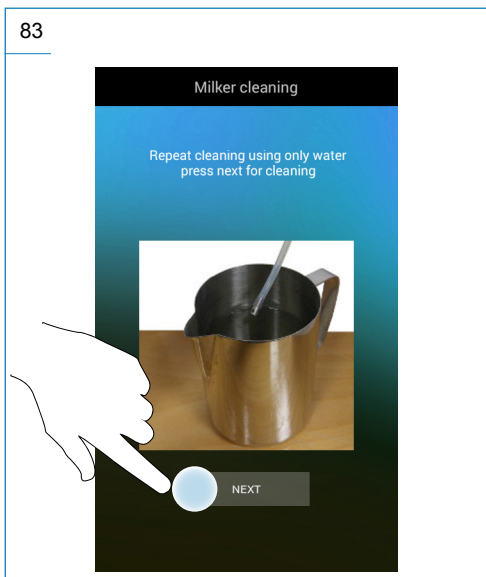 83
Milker cleaning
Repeat cleaning using only water
press next for cleaning
NEXT